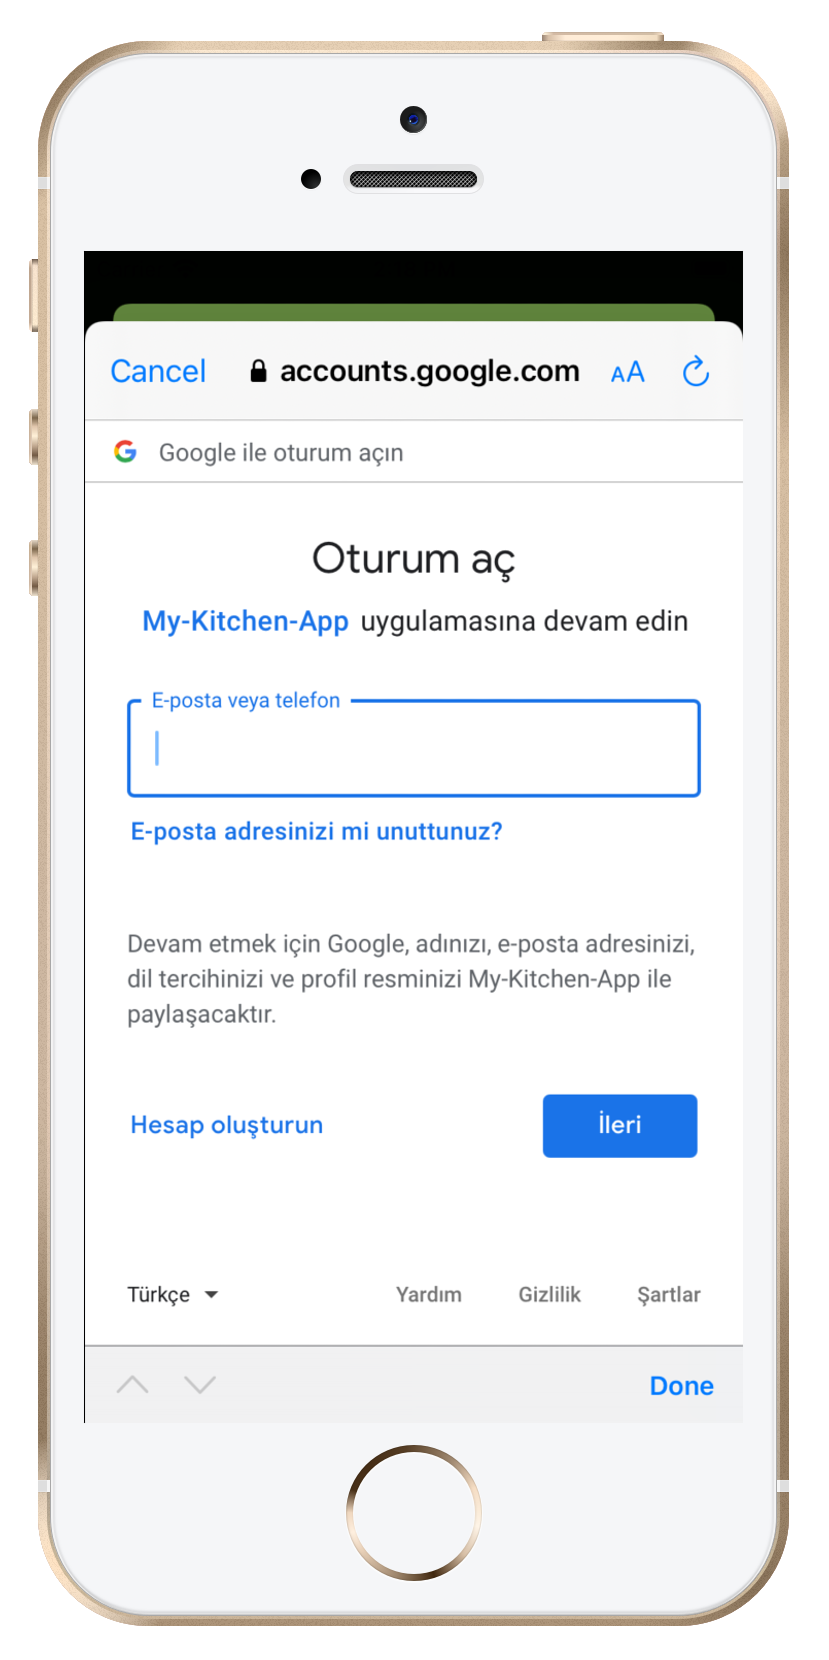 Cancel accounts.google.com AA
Google ile oturum açın
Oturum aç
My-Kitchen-App uygulamasına devam edin
E-posta veya telefon
E-posta adresinizi mi unuttunuz?
Devam etmek için Google, adınızı, e-posta adresinizi,
dil tercihinizi ve profil resminizi My-Kitchen-App ile
paylaşacaktır.
Hesap oluşturun İleri
Türkçe Yardım Gizlilik Şartlar
Done